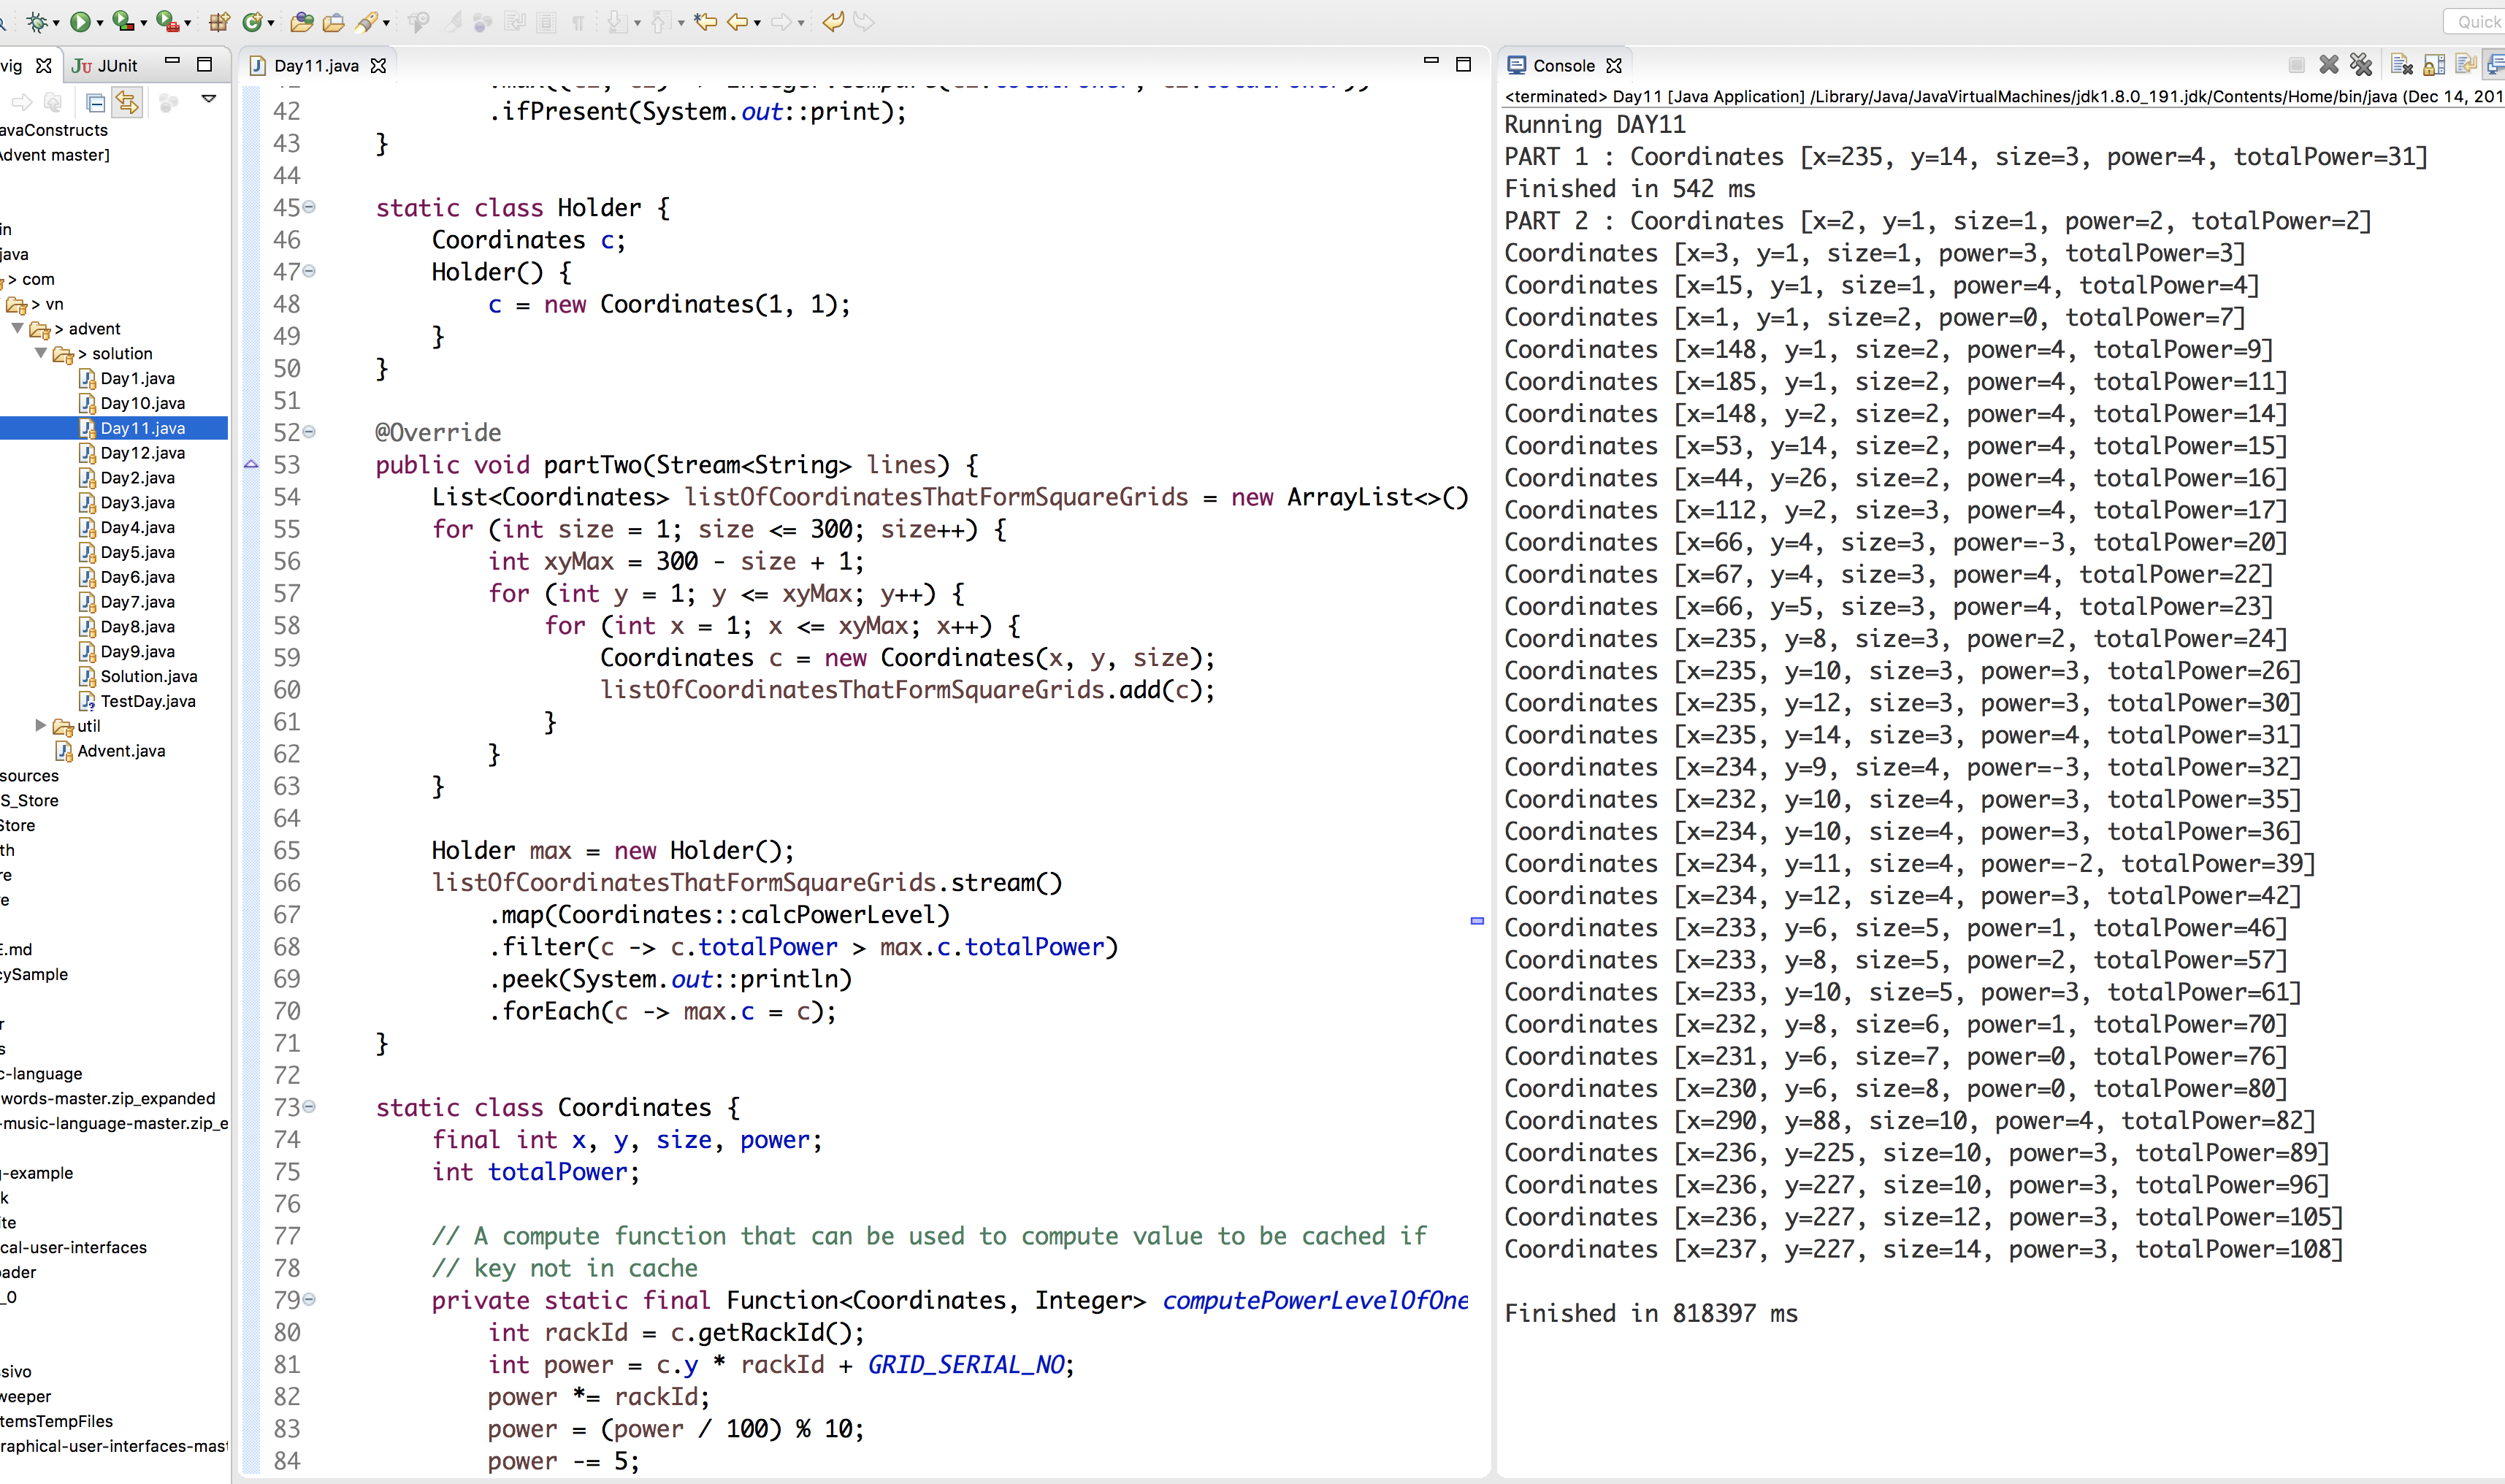 Quick
vig
JUnit
avaConstructs
Advent master]
in
java
> com
> vn
> advent
> solution
Day1.java
Day10.java
Day11.java
Day12.java
Day2.java
Day3.java
Day4.java
Day5.java
Day6.java
Day7.java
Day8.java
Day9.java
Solution.java
TestDay.java
util
Advent.java
sources
S_Store
Store
th
re
e
E.md
cySample
r
s
c-language
words-master.zip_expanded
-music-language-master.zip_e
g-example
k
ite
cal-user-interfaces
oader
_0
ssivo
weeper
temsTempFiles
raphical-user-interfaces-mast
Day11.java
42 .ifPresent(System.out::print);
43 }
44
45 static class Holder {
46 Coordinates c;
47 Holder() {
48 c = new Coordinates(1, 1);
49 }
50 }
51
52 @Override
53 public void partTwo(Stream<String> lines) {
54 List<Coordinates> listOfCoordinatesThatFormSquareGrids = new ArrayList<>()
55 for (int size = 1; size <= 300; size++) {
56 int xyMax = 300 - size + 1;
57 for (int y = 1; y <= xyMax; y++) {
58 for (int x = 1; x <= xyMax; x++) {
59 Coordinates c = new Coordinates(x, y, size);
60 listOfCoordinatesThatFormSquareGrids.add(c);
61 }
62 }
63 }
64
65 Holder max = new Holder();
66 listOfCoordinatesThatFormSquareGrids.stream()
67 .map(Coordinates::calcPowerLevel)
68 .filter(c -> c.totalPower > max.c.totalPower)
69 .peek(System.out::println)
70 .forEach(c -> max.c = c);
71 }
72
73 static class Coordinates {
74 final int x, y, size, power;
75 int totalPower;
76
77 // A compute function that can be used to compute value to be cached if
78 // key not in cache
79 private static final Function<Coordinates, Integer> computePowerLevelOfOne
80 int rackId = c.getRackId();
81 int power = c.y * rackId + GRID_SERIAL_NO;
82 power *= rackId;
83 power = (power / 100) % 10;
84 power -= 5;
Console
<terminated> Day11 [Java Application] /Library/Java/JavaVirtualMachines/jdk1.8.0_191.jdk/Contents/Home/bin/java (Dec 14, 201
Running DAY11
PART 1 : Coordinates [x=235, y=14, size=3, power=4, totalPower=31]
Finished in 542 ms
PART 2 : Coordinates [x=2, y=1, size=1, power=2, totalPower=2]
Coordinates [x=3, y=1, size=1, power=3, totalPower=3]
Coordinates [x=15, y=1, size=1, power=4, totalPower=4]
Coordinates [x=1, y=1, size=2, power=0, totalPower=7]
Coordinates [x=148, y=1, size=2, power=4, totalPower=9]
Coordinates [x=185, y=1, size=2, power=4, totalPower=11]
Coordinates [x=148, y=2, size=2, power=4, totalPower=14]
Coordinates [x=53, y=14, size=2, power=4, totalPower=15]
Coordinates [x=44, y=26, size=2, power=4, totalPower=16]
Coordinates [x=112, y=2, size=3, power=4, totalPower=17]
Coordinates [x=66, y=4, size=3, power=-3, totalPower=20]
Coordinates [x=67, y=4, size=3, power=4, totalPower=22]
Coordinates [x=66, y=5, size=3, power=4, totalPower=23]
Coordinates [x=235, y=8, size=3, power=2, totalPower=24]
Coordinates [x=235, y=10, size=3, power=3, totalPower=26]
Coordinates [x=235, y=12, size=3, power=3, totalPower=30]
Coordinates [x=235, y=14, size=3, power=4, totalPower=31]
Coordinates [x=234, y=9, size=4, power=-3, totalPower=32]
Coordinates [x=232, y=10, size=4, power=3, totalPower=35]
Coordinates [x=234, y=10, size=4, power=3, totalPower=36]
Coordinates [x=234, y=11, size=4, power=-2, totalPower=39]
Coordinates [x=234, y=12, size=4, power=3, totalPower=42]
Coordinates [x=233, y=6, size=5, power=1, totalPower=46]
Coordinates [x=233, y=8, size=5, power=2, totalPower=57]
Coordinates [x=233, y=10, size=5, power=3, totalPower=61]
Coordinates [x=232, y=8, size=6, power=1, totalPower=70]
Coordinates [x=231, y=6, size=7, power=0, totalPower=76]
Coordinates [x=230, y=6, size=8, power=0, totalPower=80]
Coordinates [x=290, y=88, size=10, power=4, totalPower=82]
Coordinates [x=236, y=225, size=10, power=3, totalPower=89]
Coordinates [x=236, y=227, size=10, power=3, totalPower=96]
Coordinates [x=236, y=227, size=12, power=3, totalPower=105]
Coordinates [x=237, y=227, size=14, power=3, totalPower=108]
Finished in 818397 ms